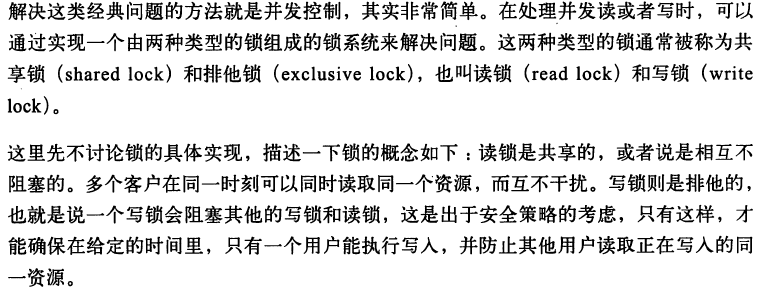 解决这类经典问题的方法就是并发控制，其实非常简单。在处理并发读或者写时，可以
通过实现一个由两种类型的锁组成的锁系统来解决问题。这两种类型的锁通常被称为共
享锁（shared lock）和排他锁（exclusive lock），也叫读锁（read lock）和写锁（write
lock）。
这里先不讨论锁的具体实现，描述一下锁的概念如下：读锁是共享的，或者说是相互不
阻塞的。多个客户在同一时刻可以同时读取同一个资源，而互不干扰。写锁则是排他的，
也就是说一个写锁会阻塞其他的写锁和读锁，这是出于安全策略的考虑，只有这样，才
能确保在给定的时间里，只有一个用户能执行写入，并防止其他用户读取正在写入的同
一资源。